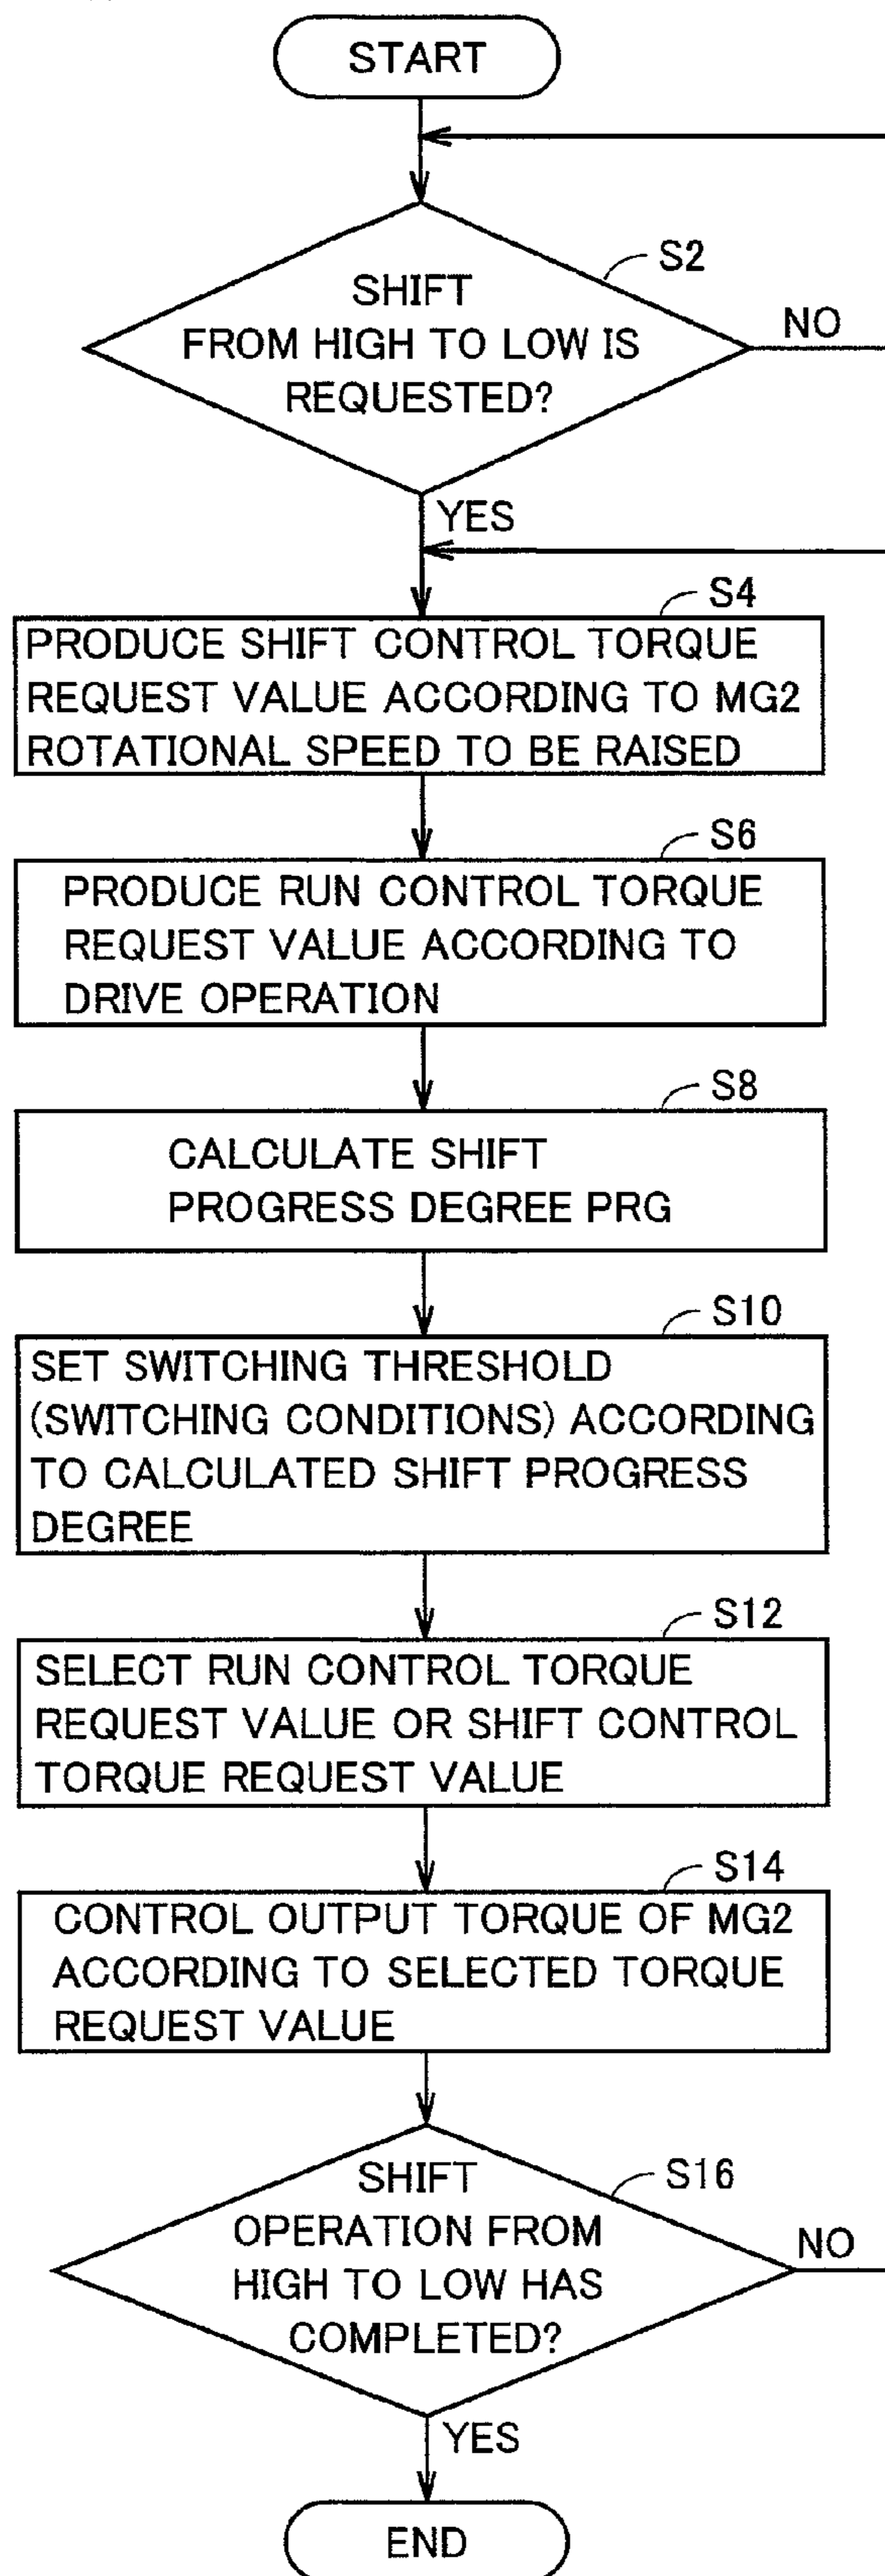 START
S2
SHIFT
FROM HIGH TO LOW IS
REQUESTED?
NO
YES
S4
PRODUCE SHIFT CONTROL TORQUE
REQUEST VALUE ACCORDING TO MG2
ROTATIONAL SPEED TO BE RAISED
S6
PRODUCE RUN CONTROL TORQUE
REQUEST VALUE ACCORDING TO
DRIVE OPERATION
S8
CALCULATE SHIFT
PROGRESS DEGREE PRG
S10
SET SWITCHING THRESHOLD
(SWITCHING CONDITIONS) ACCORDING
TO CALCULATED SHIFT PROGRESS
DEGREE
S12
SELECT RUN CONTROL TORQUE
REQUEST VALUE OR SHIFT CONTROL
TORQUE REQUEST VALUE
S14
CONTROL OUTPUT TORQUE OF MG2
ACCORDING TO SELECTED TORQUE
REQUEST VALUE
S16
SHIFT
OPERATION FROM
HIGH TO LOW HAS
COMPLETED?
NO
YES
END